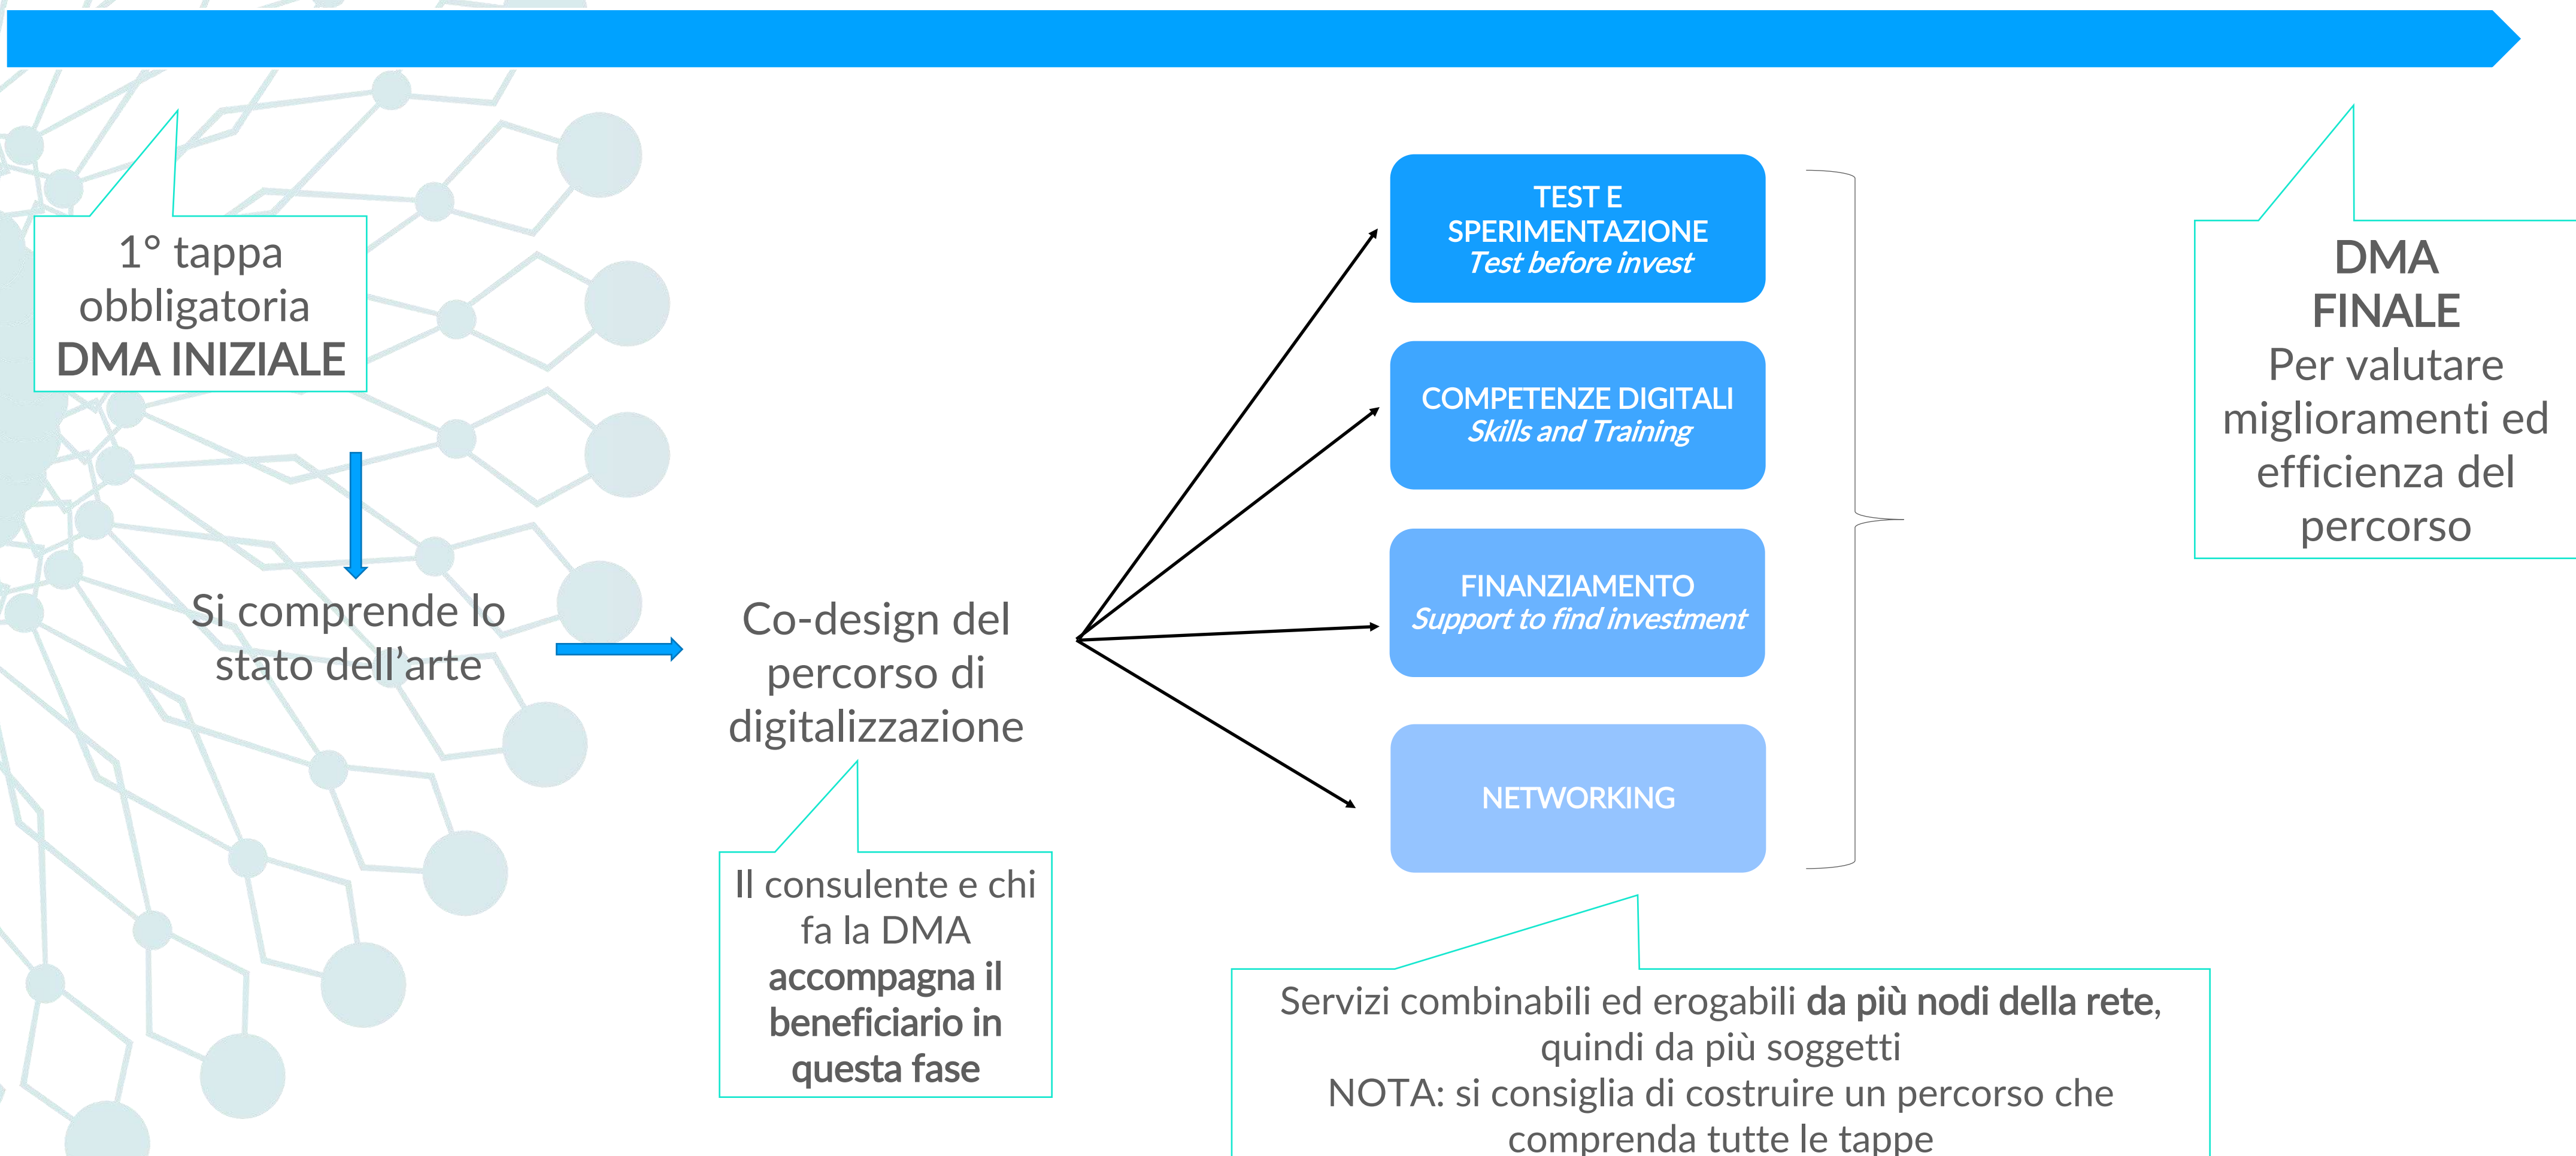 1° tappa
obbligatoria
DMA INIZIALE
Si comprende lo
stato dell’arte
Co-design del
percorso di
digitalizzazione
Il consulente e chi
fa la DMA
accompagna il
beneficiario in
questa fase
TEST E
SPERIMENTAZIONE
Test before invest
COMPETENZE DIGITALI
Skills and Training
FINANZIAMENTO
Support to find investment
NETWORKING
Servizi combinabili ed erogabili da più nodi della rete,
quindi da più soggetti
NOTA: si consiglia di costruire un percorso che
comprenda tutte le tappe
DMA
FINALE
Per valutare
miglioramenti ed
efficienza del
percorso